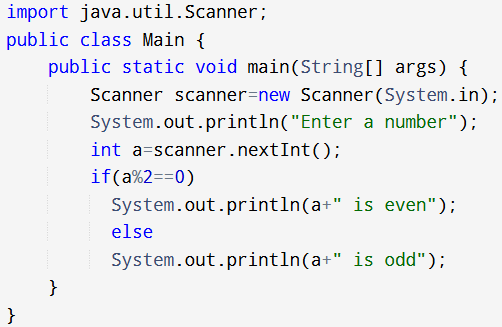 import java.util.Scanner;
public class Main {
    public static void main(String[] args) {
        Scanner scanner=new Scanner(System.in);
        System.out.println("Enter a number");
        int a=scanner.nextInt();
        if(a%2==0)
          System.out.println(a+" is even");
          else
          System.out.println(a+" is odd");
    }
}